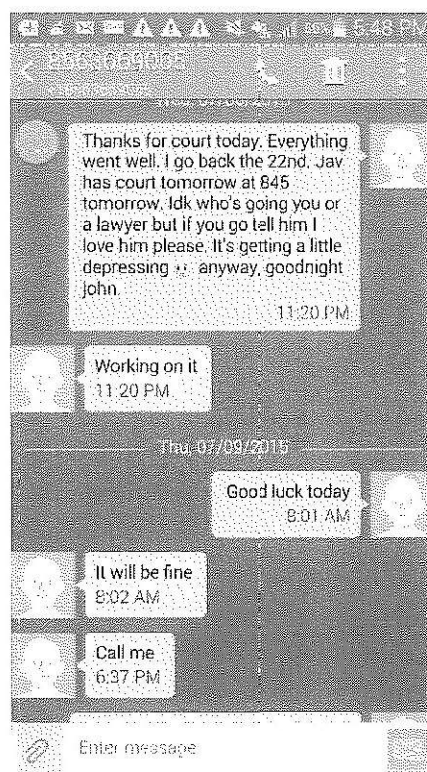 5:48 PM
Thanks for court today. Everything
went well. I go back the 22nd. Jav
has court tomorrow at 845
tomorrow. Idk who's going you or
a lawyer but if you go tell him I
love him please. It's getting a little
depressing anyway, goodnight
john.
11:20 PM
Working on it
11:20 PM
Thu, 07/09/2015
Good luck today
8:01 AM
It will be fine
8:02 AM
Call me
6:37 PM
Enter message